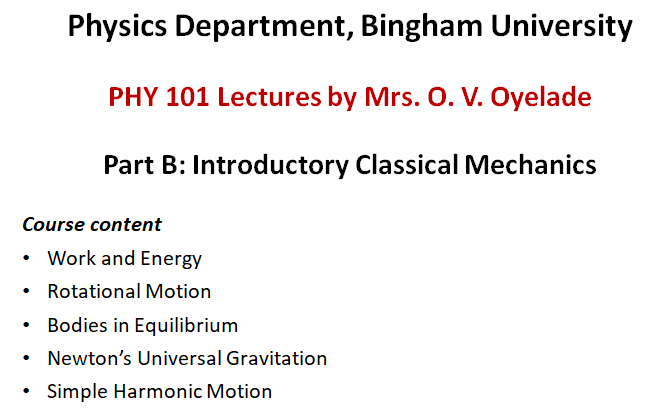 Physics Department, Bingham University
PHY 101 Lectures by Mrs. O. V. Oyelade
Part B: Introductory Classical Mechanics
Course content
• Work and Energy
• Rotational Motion
• Bodies in Equilibrium
• Newton’s Universal Gravitation
• Simple Harmonic Motion